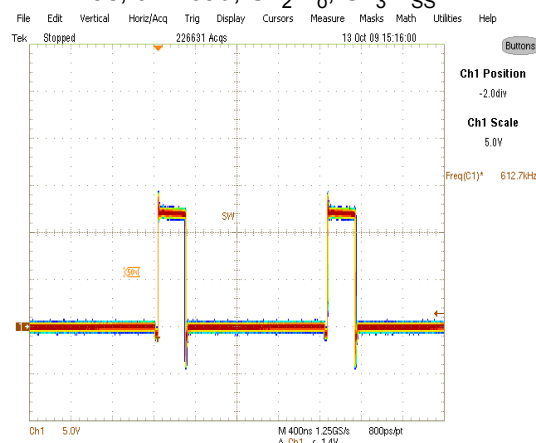 File Edit Vertical Horiz/Acq Trig Display Cursors Measure Masks Math Utilities Help
Tek Stopped 226631 Acqs 13 Oct 09 15:16:00
Buttons
Ch1 Position
-2.0div
Ch1 Scale
5.0V
Freq(C1)* 612.7kHz
SW
1
Ch1 5.0V M 400ns 1.25GS/s 800ps/pt